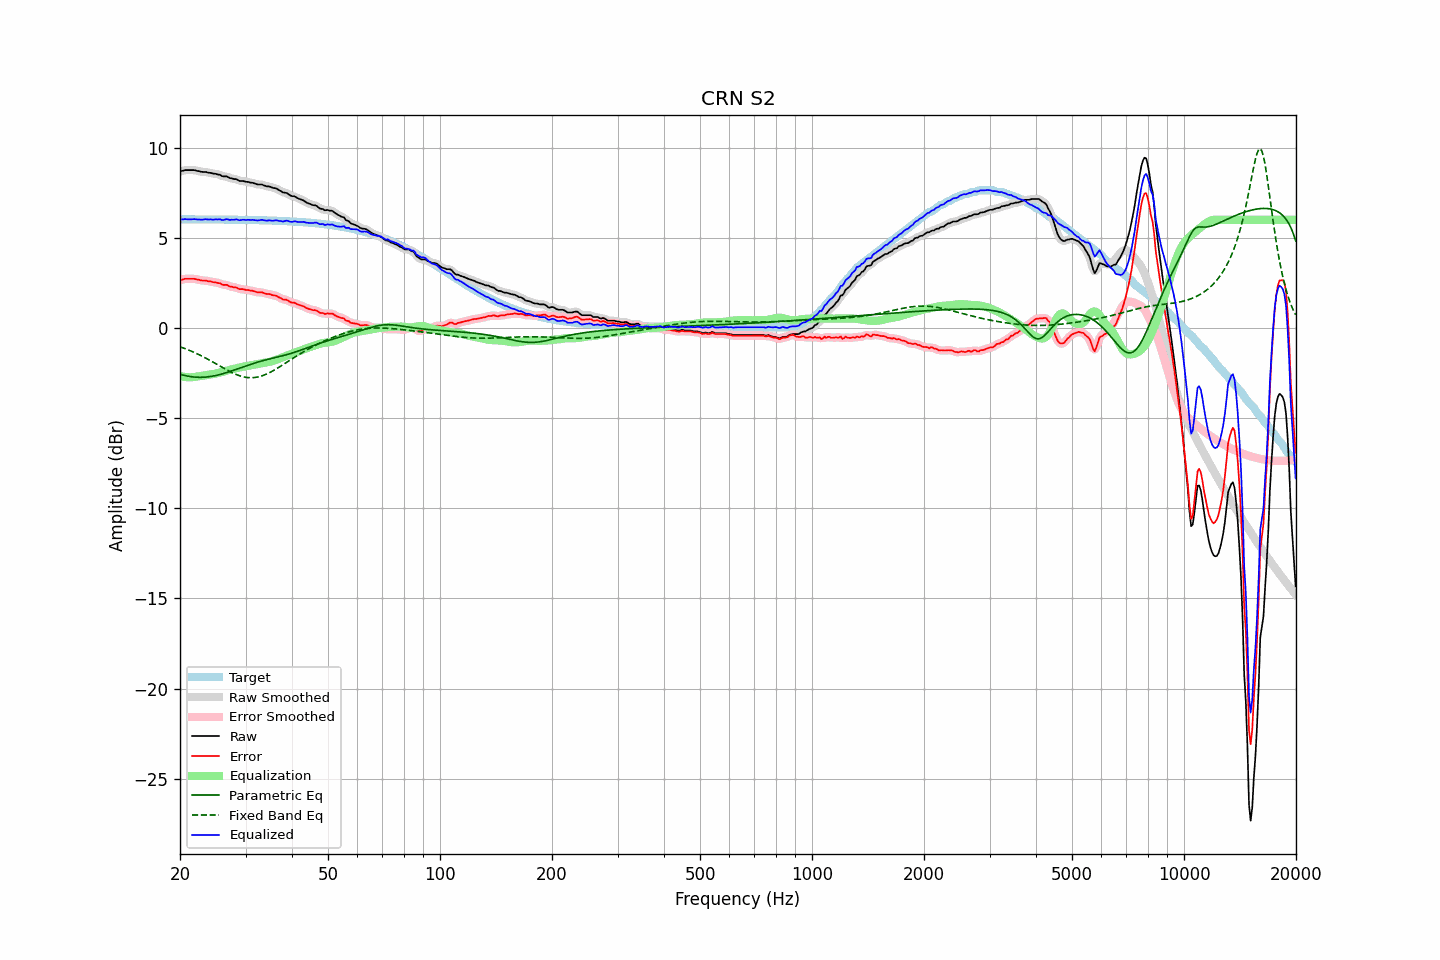 CRN S2
10
5
0
−5
−10
−15
−20
−25
Amplitude (dBr)
Target
Raw Smoothed
Error Smoothed
Raw
Error
Equalization
Parametric Eq
Fixed Band Eq
Equalized
20
50
100
200
500
1000
2000
5000
10000
20000
Frequency (Hz)